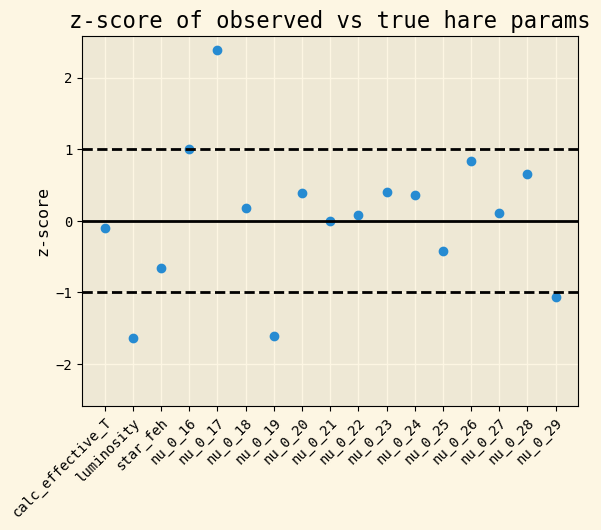 z-score of observed vs true hare params
z-score
2
1
0
−1
−2
calc_effective_T
luminosity
star_feh
nu_0_16
nu_0_17
nu_0_18
nu_0_19
nu_0_20
nu_0_21
nu_0_22
nu_0_23
nu_0_24
nu_0_25
nu_0_26
nu_0_27
nu_0_28
nu_0_29